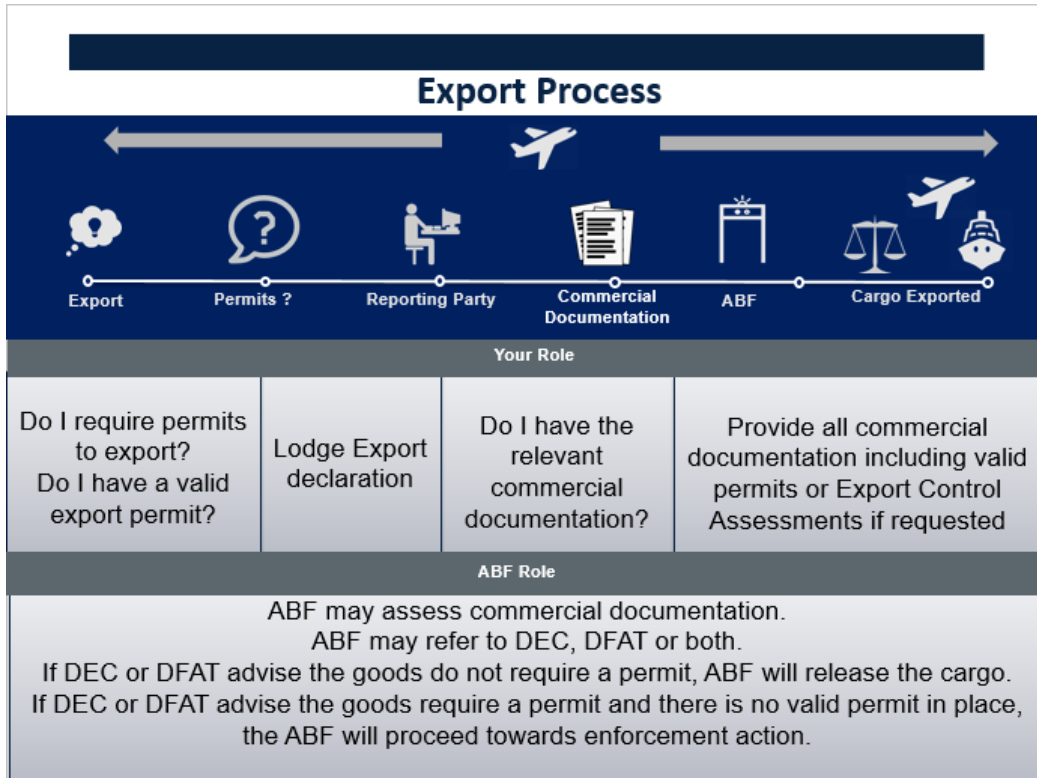 Export Process
?
Export
Permits ?
Reporting Party
Commercial
Documentation
ABF
Cargo Exported
Your Role
Do I require permits
to export?
Do I have a valid
export permit?
Lodge Export
declaration
Do I have the
relevant
commercial
documentation?
Provide all commercial
documentation including valid
permits or Export Control
Assessments if requested
ABF Role
ABF may assess commercial documentation.
ABF may refer to DEC, DFAT or both.
If DEC or DFAT advise the goods do not require a permit, ABF will release the cargo.
If DEC or DFAT advise the goods require a permit and there is no valid permit in place,
the ABF will proceed towards enforcement action.